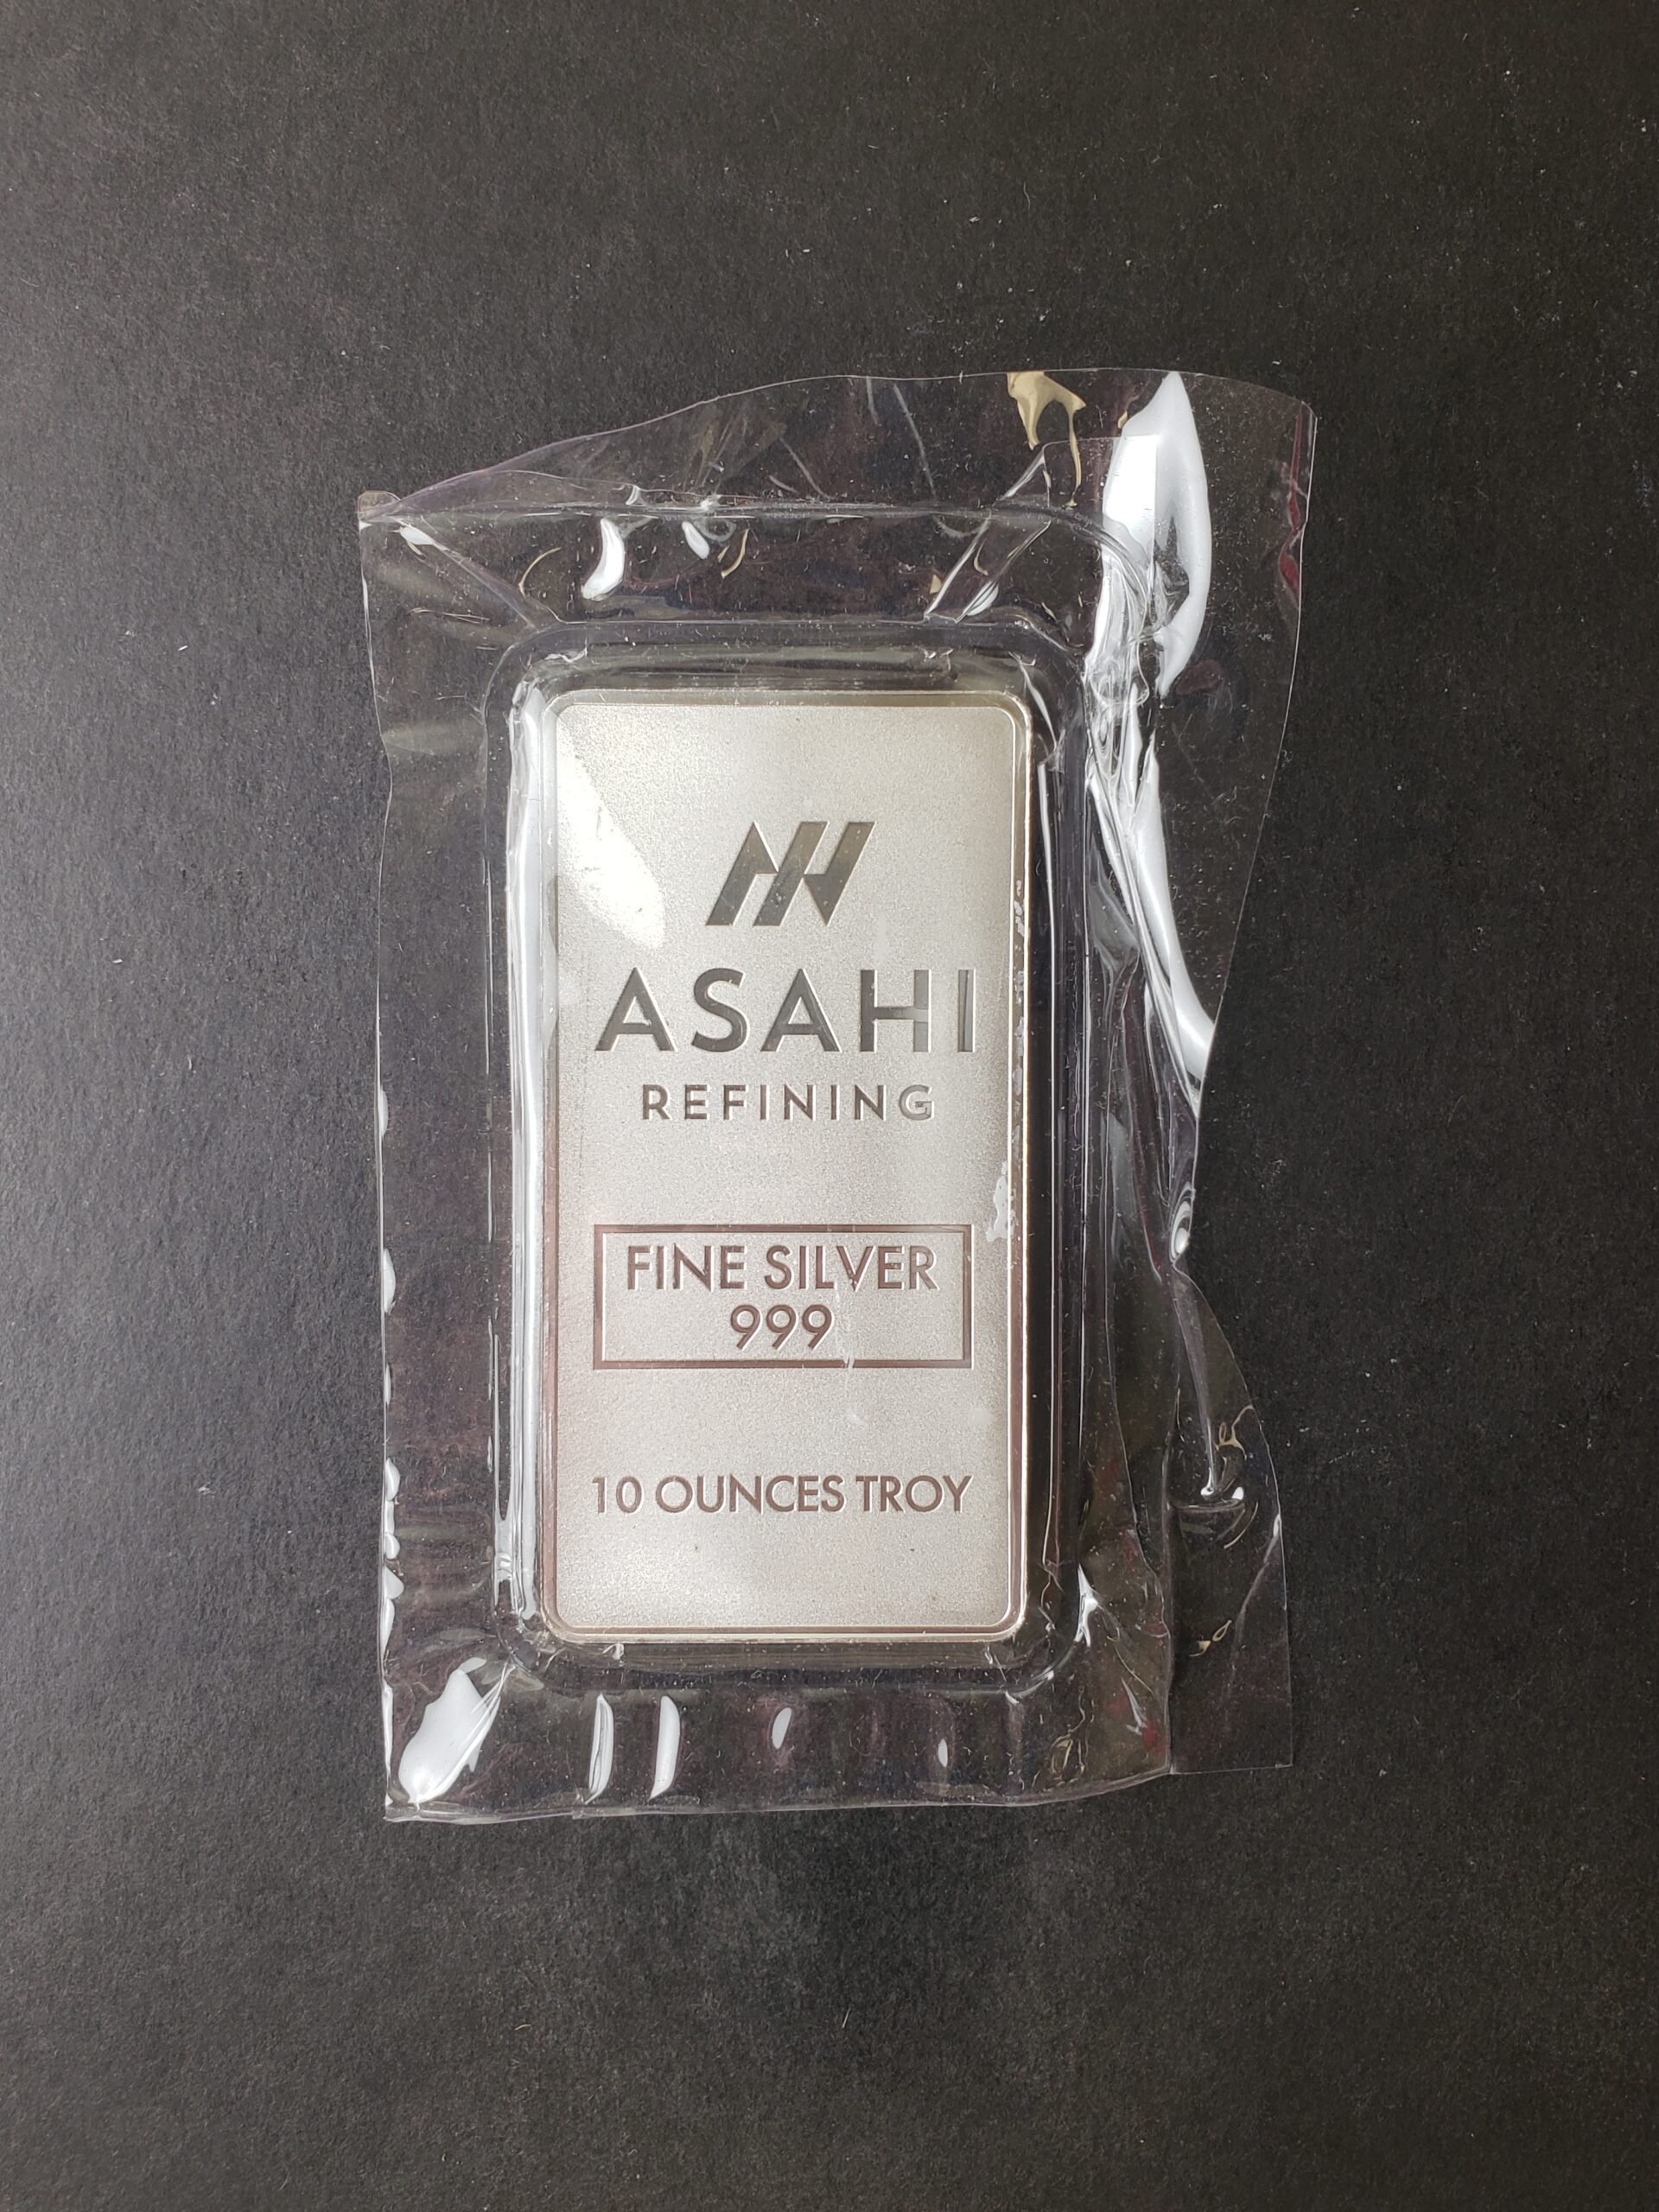 ASAHI
REFINING
FINE SILVER
999
10 OUNCES TROY